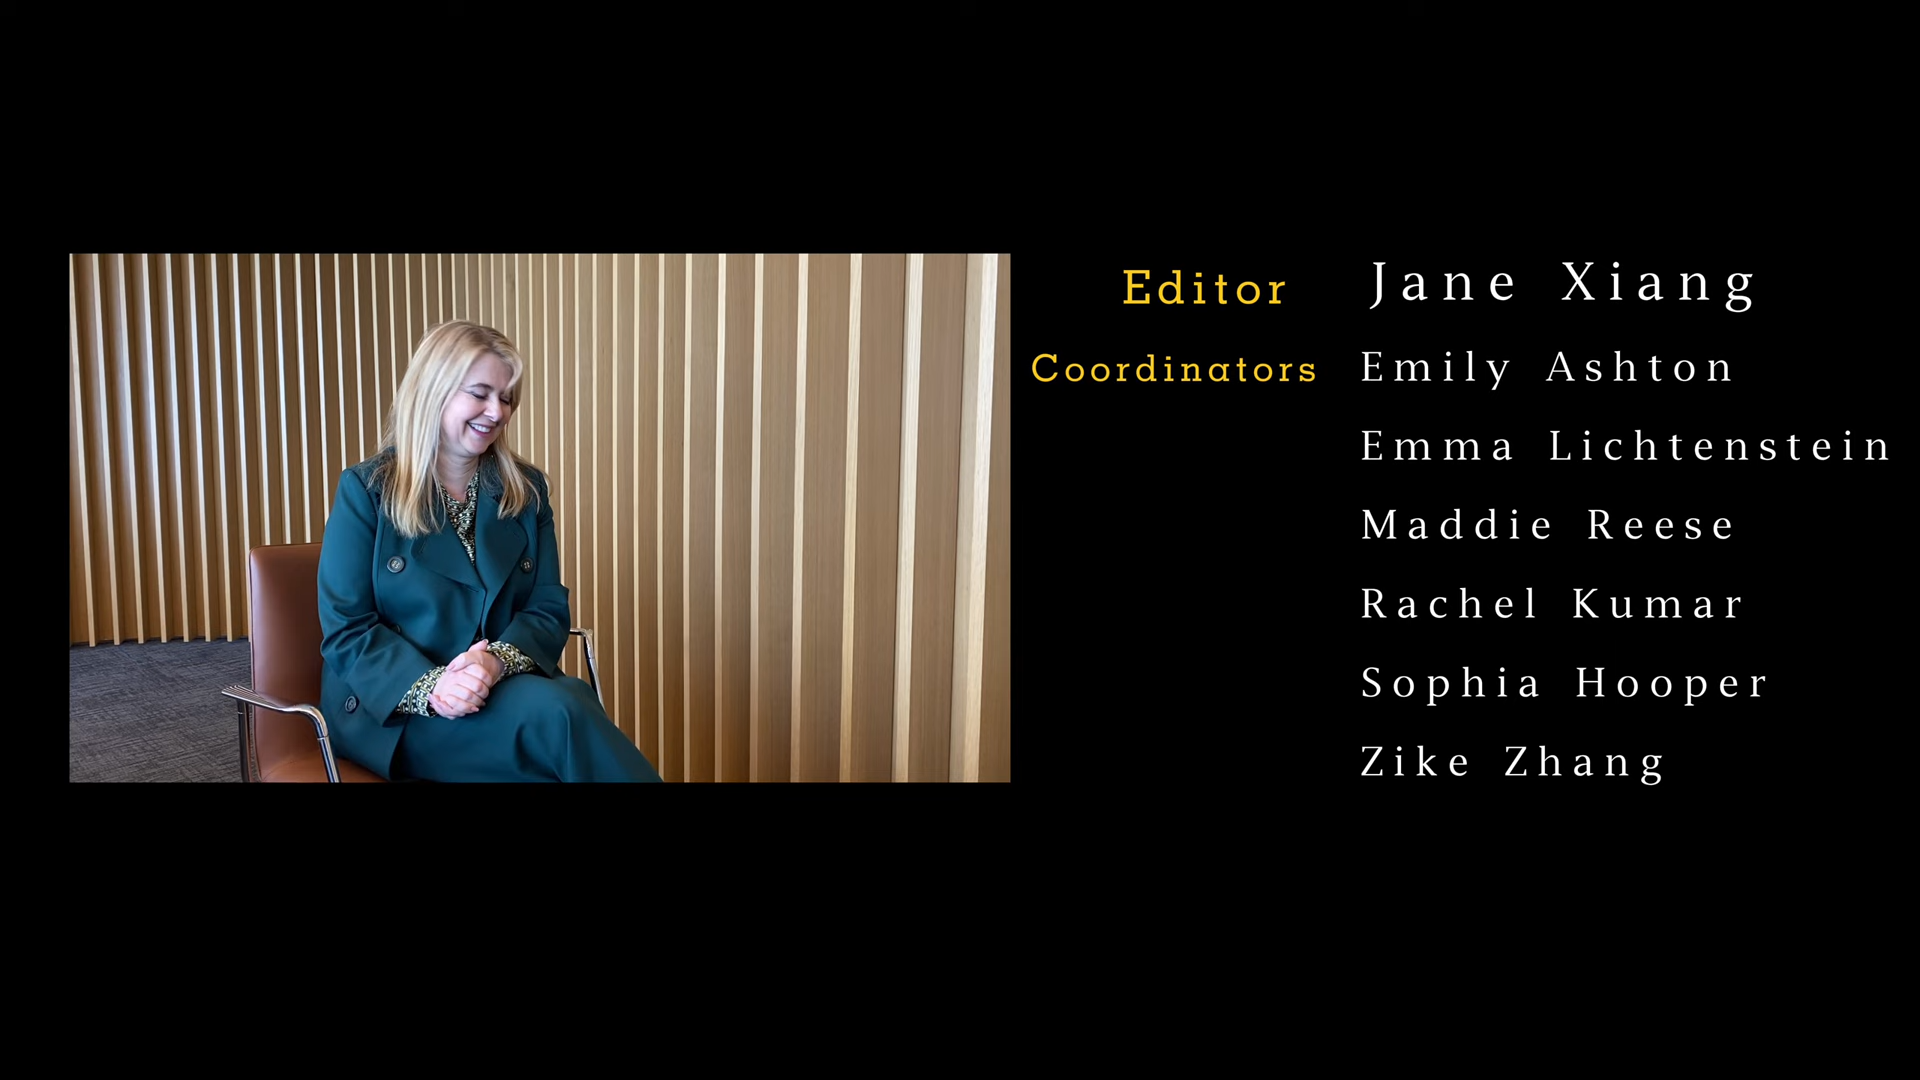 Editor Jane Xiang
Coordinators Emily Ashton
Emma Lichtenstein
Maddie Reese
Rachel Kumar
Sophia Hooper
Zike Zhang